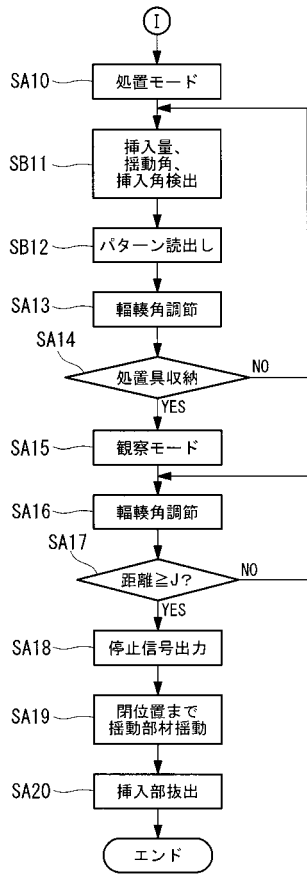 I
SA10
処置モード
SB11
挿入量、
揺動角、
挿入角検出
SB12
パターン読出し
SA13
輻輳角調節
SA14
処置具収納
NO
YES
SA15
観察モード
SA16
輻輳角調節
SA17
距離≧J?
NO
YES
SA18
停止信号出力
SA19
閉位置まで
揺動部材揺動
SA20
挿入部抜出
エンド